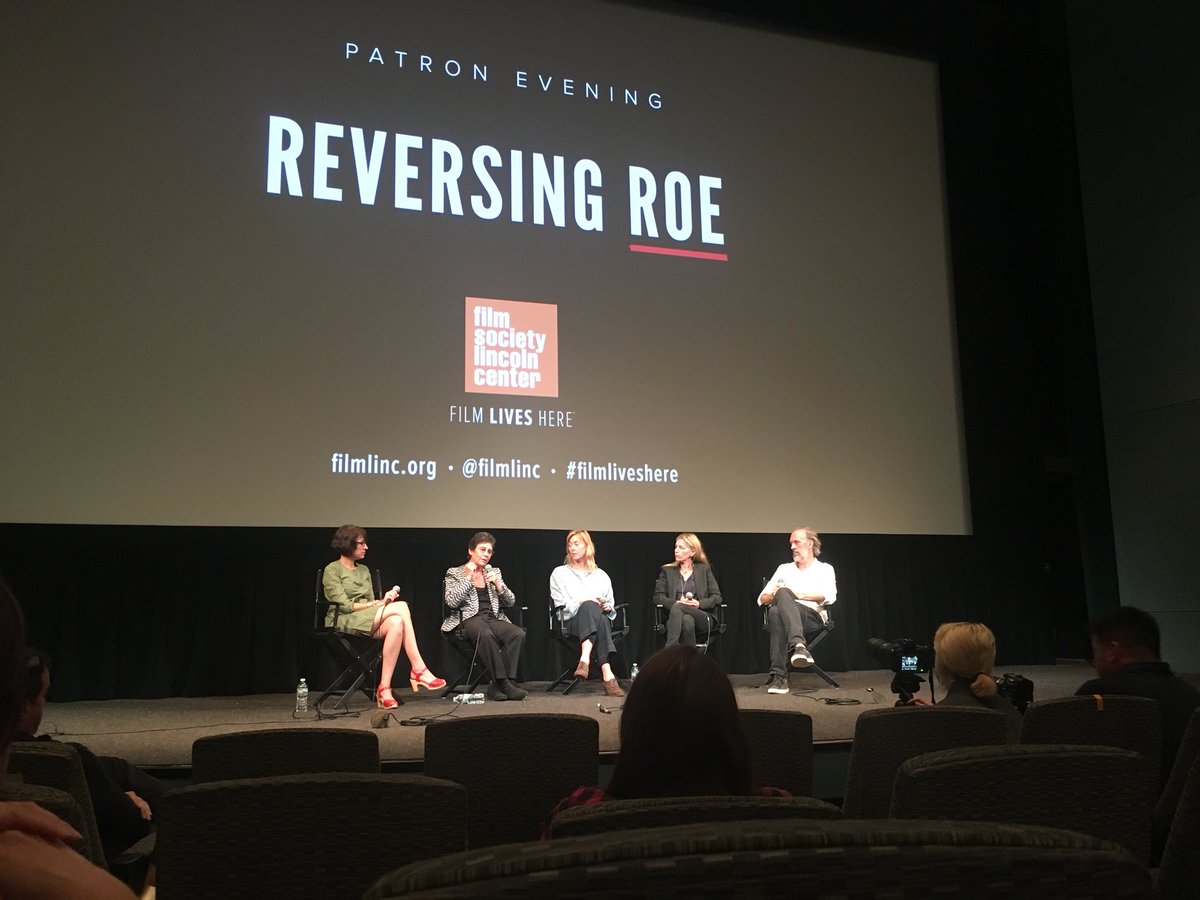 PATRON EVENING
REVERSING ROE
film
society
lincoln
center
FILM LIVES HERE
filmlinc.org · @filmlinc · #filmliveshere